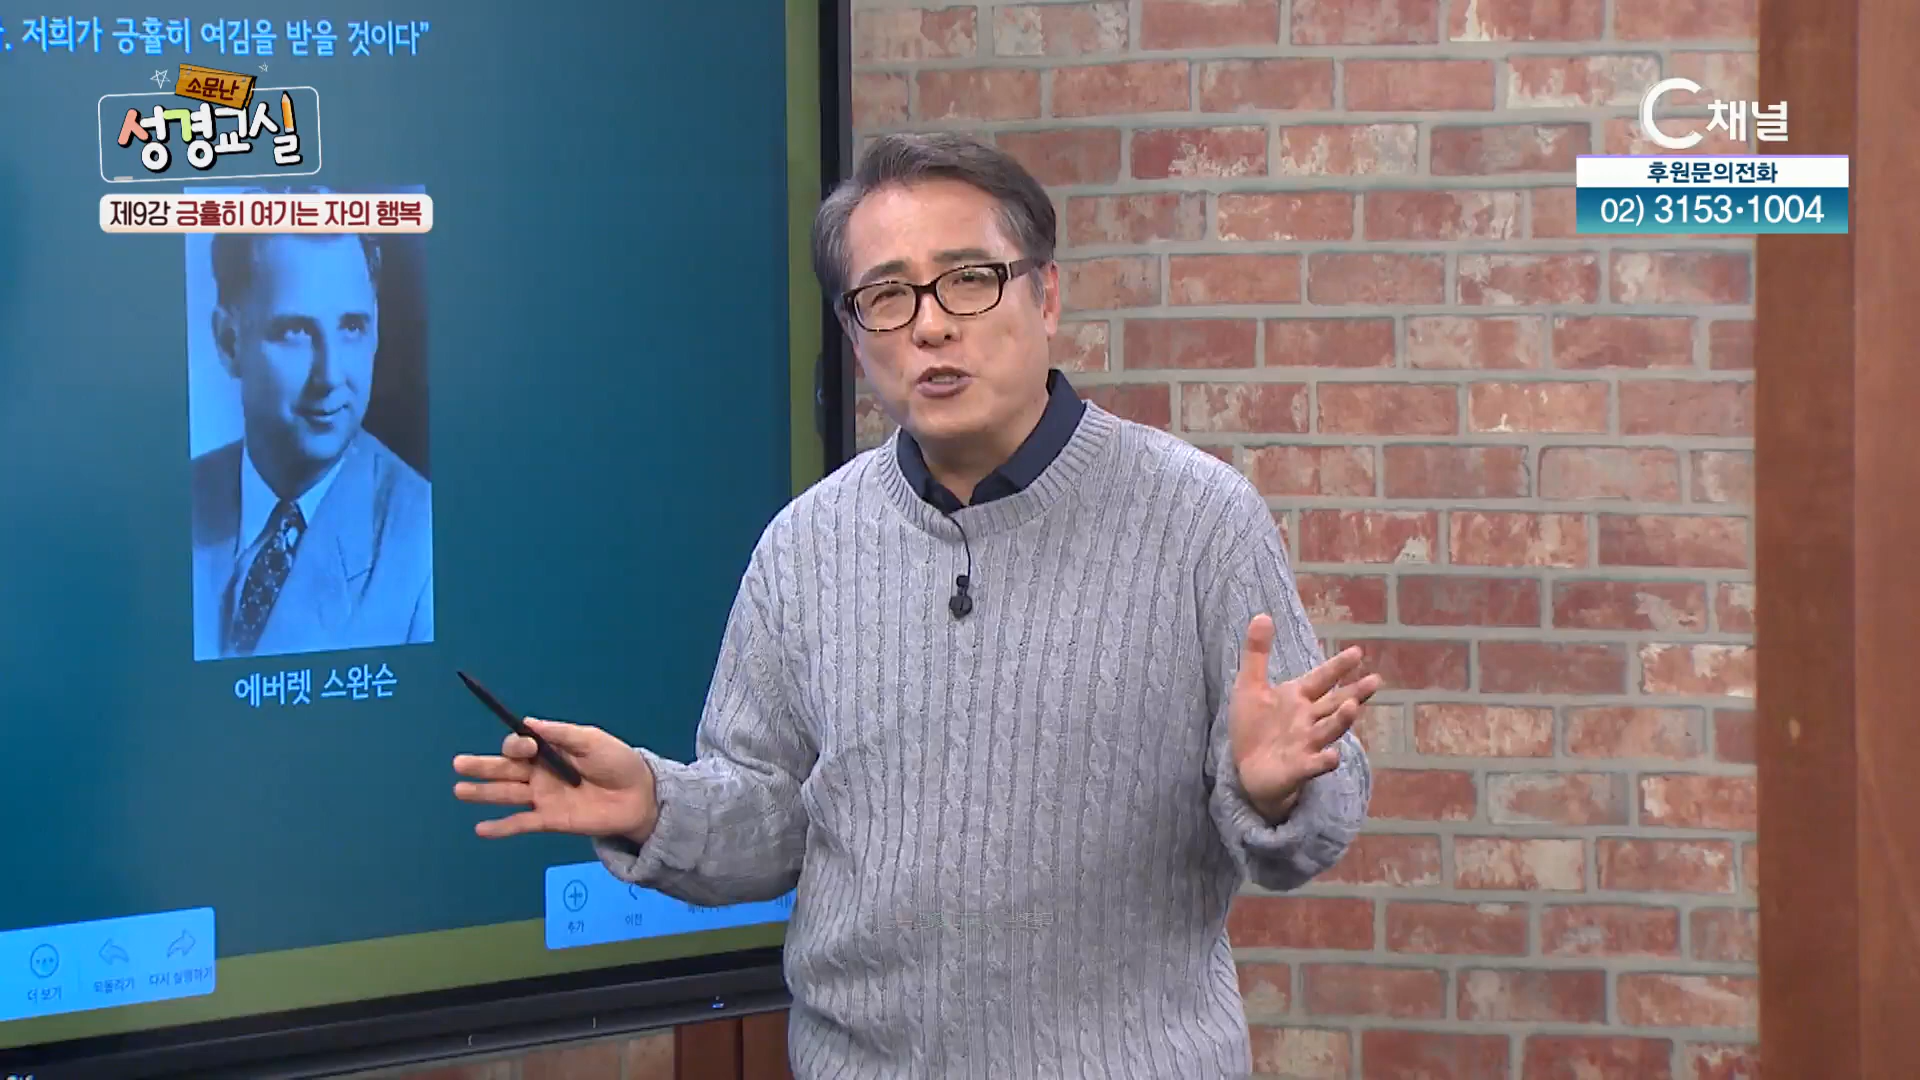 저희가 긍휼히 여김을 받을 것이다”
소문난
성경교실
제9강 긍휼히 여기는 자의 행복
C채널
후원문의전화
02) 3153·1004
에버렛 스완슨
추가
이전
더 보기
되돌리기
다시 실행하기